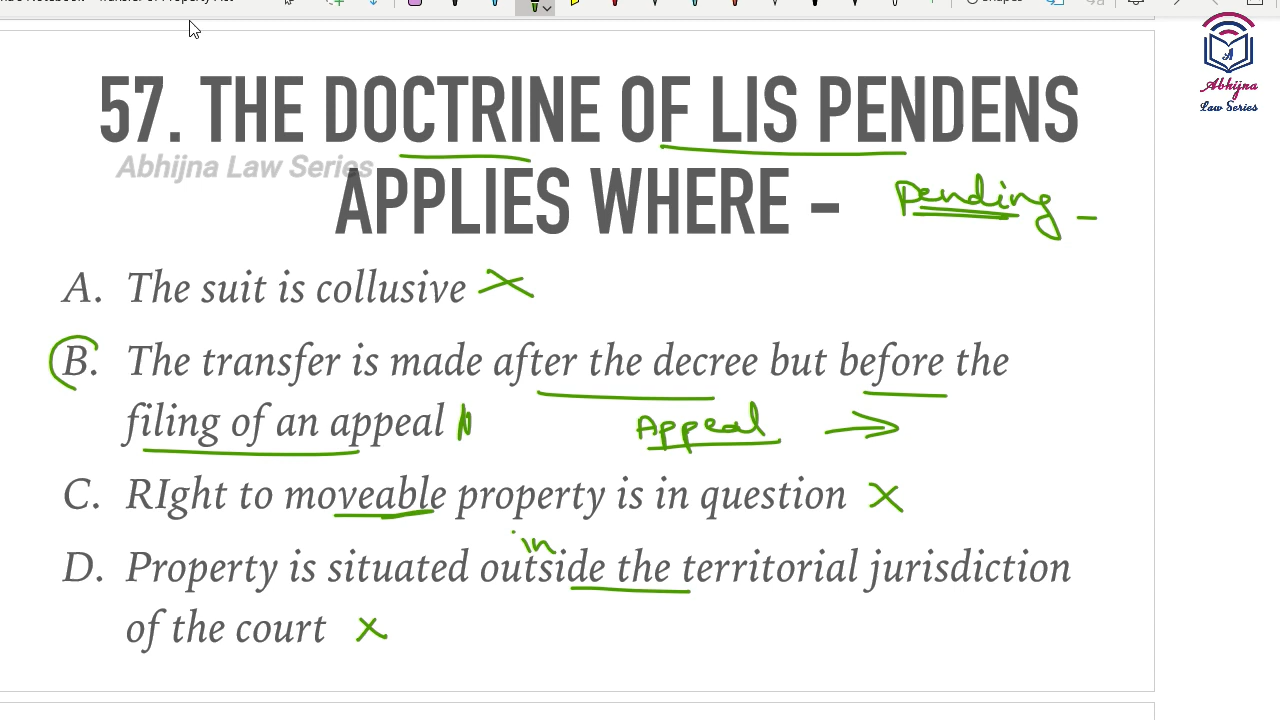 57. THE DOCTRINE OF LIS PENDENS
Abhijna Law Series
APPLIES WHERE –
Pending -
A. The suit is collusive ×
B. The transfer is made after the decree but before the
filing of an appeal
Appeal →
C. RIght to moveable property is in question ×
in
D. Property is situated outside the territorial jurisdiction
of the court ×
A
Abhijna
Law Series